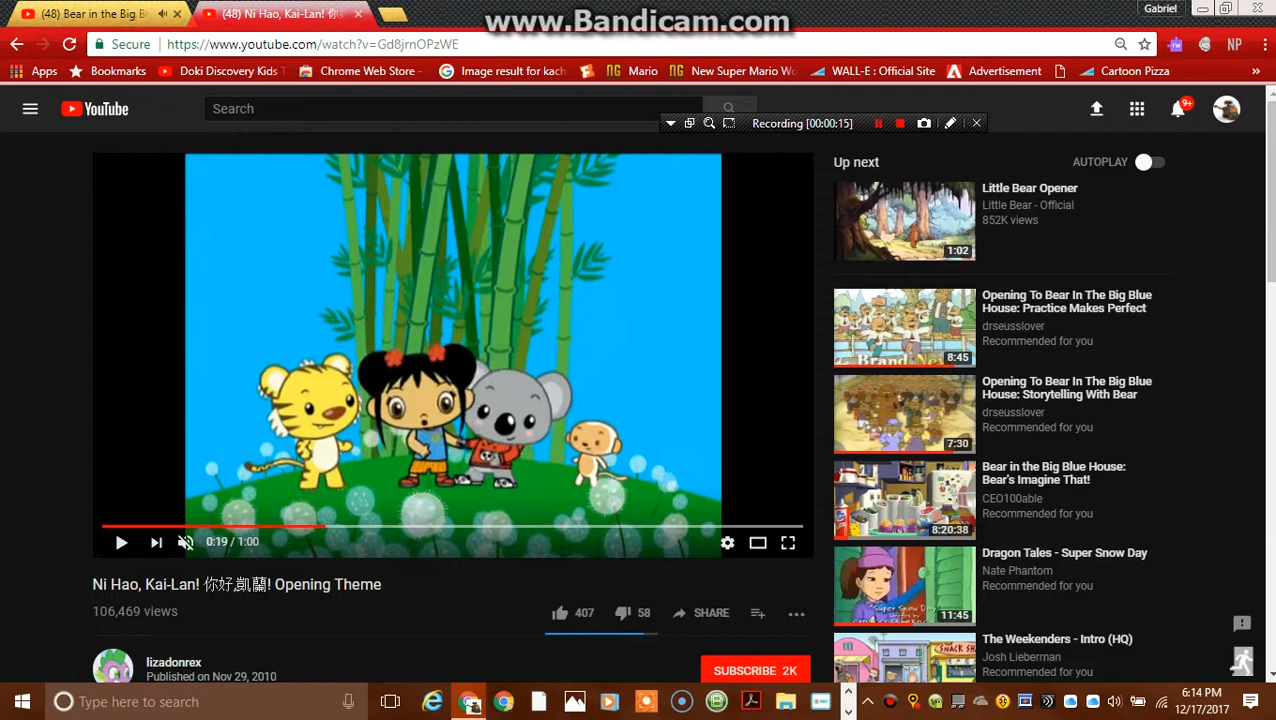 www.Bandicam.com
(48) Bear in the Big B
(48) Ni Hao, Kai-Lan! 你
Gabriel
Secure
https://www.youtube.com/watch?v=Gd8jrnOPzWE
NP
Apps
Bookmarks
Doki Discovery Kids
Chrome Web Store -
Image result for kach
Mario
New Super Mario Wo
WALL-E : Official Site
Advertisement
Cartoon Pizza
YouTube
Search
9+
Recording [00:00:15]
Up next
AUTOPLAY
Little Bear Opener
Little Bear - Official
852K views
1:02
Opening To Bear In The Big Blue
House: Practice Makes Perfect
drseusslover
Recommended for you
8:45
Opening To Bear In The Big Blue
House: Storytelling With Bear
drseusslover
Recommended for you
7:30
Bear in the Big Blue House:
Bear's Imagine That!
CEO100able
Recommended for you
8:20:38
Dragon Tales - Super Snow Day
Nate Phantom
Recommended for you
11:45
The Weekenders - Intro (HQ)
Josh Lieberman
Recommended for you
0:19 / 1:00
Ni Hao, Kai-Lan! 你好,凱蘭! Opening Theme
106,469 views
407
58
SHARE
lizadonrex
Published on Nov 29, 2010
SUBSCRIBE 2K
Type here to search
6:14 PM
12/17/2017